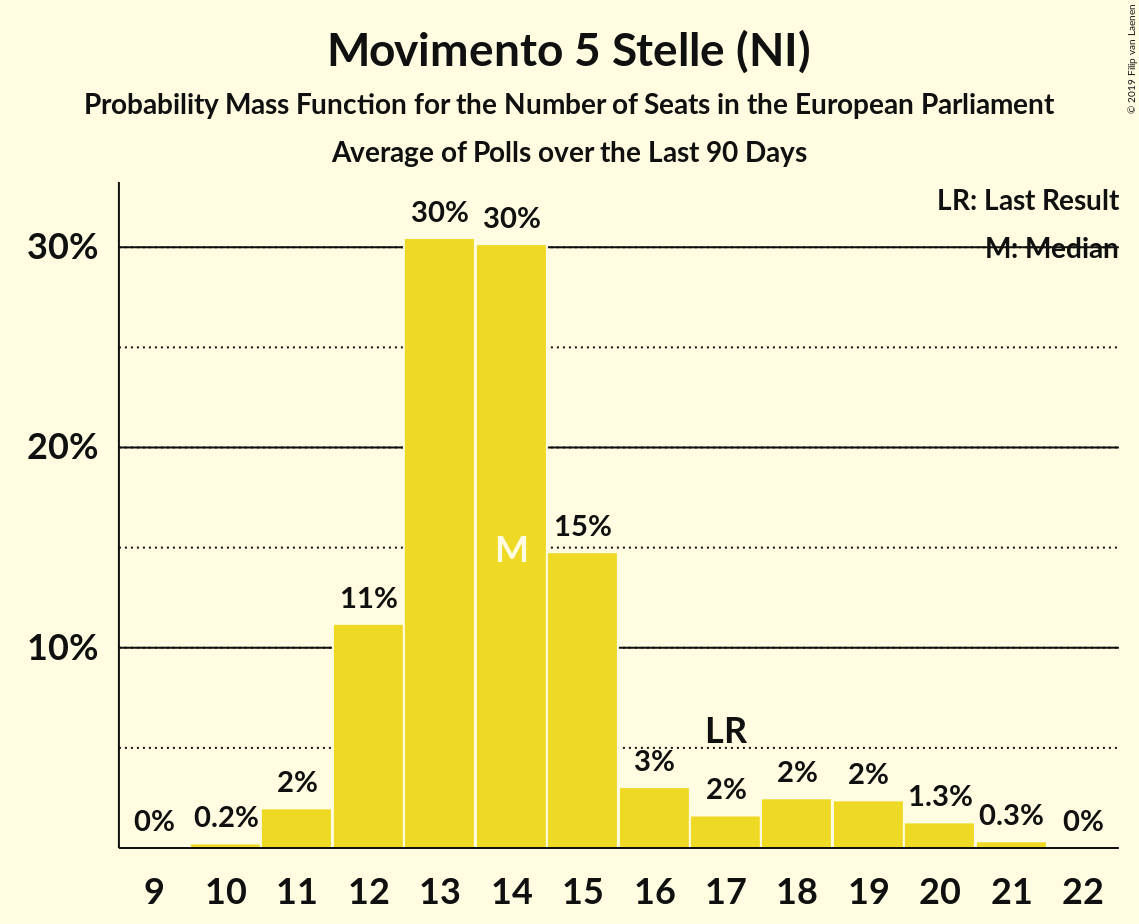 Movimento 5 Stelle (NI)
Probability Mass Function for the Number of Seats in the European Parliament
Average of Polls over the Last 90 Days
© 2019 Filip van Laenen
LR: Last Result
M: Median
30%
20%
10%
0%
0.2%
2%
11%
30%
30%
15%
3%
2%
2%
2%
1.3%
0.3%
0%
M
LR
9 10 11 12 13 14 15 16 17 18 19 20 21 22